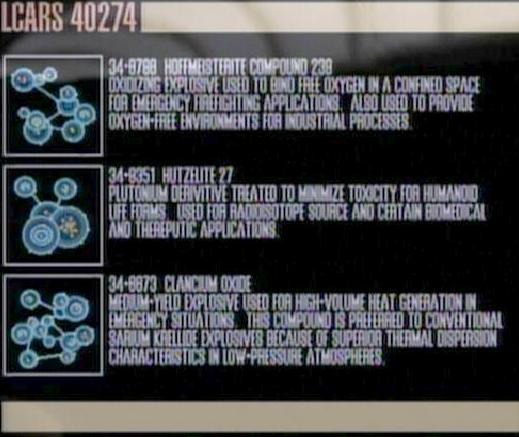 LCARS 40274
34-8788 HOFFMEISTERITE COMPOUND 239
OXIDIZING EXPLOSIVE USED TO BIND FREE OXYGEN IN A CONFINED SPACE
FOR EMERGENCY FIREFIGHTING APPLICATIONS. ALSO USED TO PROVIDE
OXYGEN-FREE ENVIRONMENTS FOR INDUSTRIAL PROCESSES.
34-9351 HUTZELITE 27
PLUTONIUM DERIVITIVE TREATED TO MINIMIZE TOXICITY FOR HUMANOID
LIFE FORMS. USED FOR RADIOISOTOPE SOURCE AND CERTAIN BIOMEDICAL
AND THEREPUTIC APPLICATIONS.
34-6873 CLANCIUM OXIDE
MEDIUM-YIELD EXPLOSIVE USED FOR HIGH-VOLUME HEAT GENERATION IN
EMERGENCY SITUATIONS. THIS COMPOUND IS PREFERRED TO CONVENTIONAL
SARIUM KRELLIDE EXPLOSIVES BECAUSE OF SUPERIOR THERMAL DISPERSION
CHARACTERISTICS IN LOW-PRESSURE ATMOSPHERES.